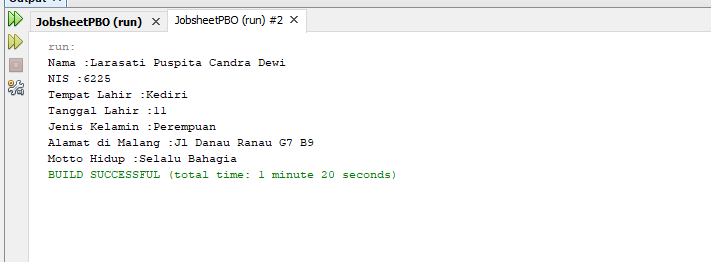 Output
JobsheetPBO (run)
JobsheetPBO (run) #2
run:
Nama :Larasati Puspita Candra Dewi
NIS :6225
Tempat Lahir :Kediri
Tanggal Lahir :11
Jenis Kelamin :Perempuan
Alamat di Malang :Jl Danau Ranau G7 B9
Motto Hidup :Selalu Bahagia
BUILD SUCCESSFUL (total time: 1 minute 20 seconds)